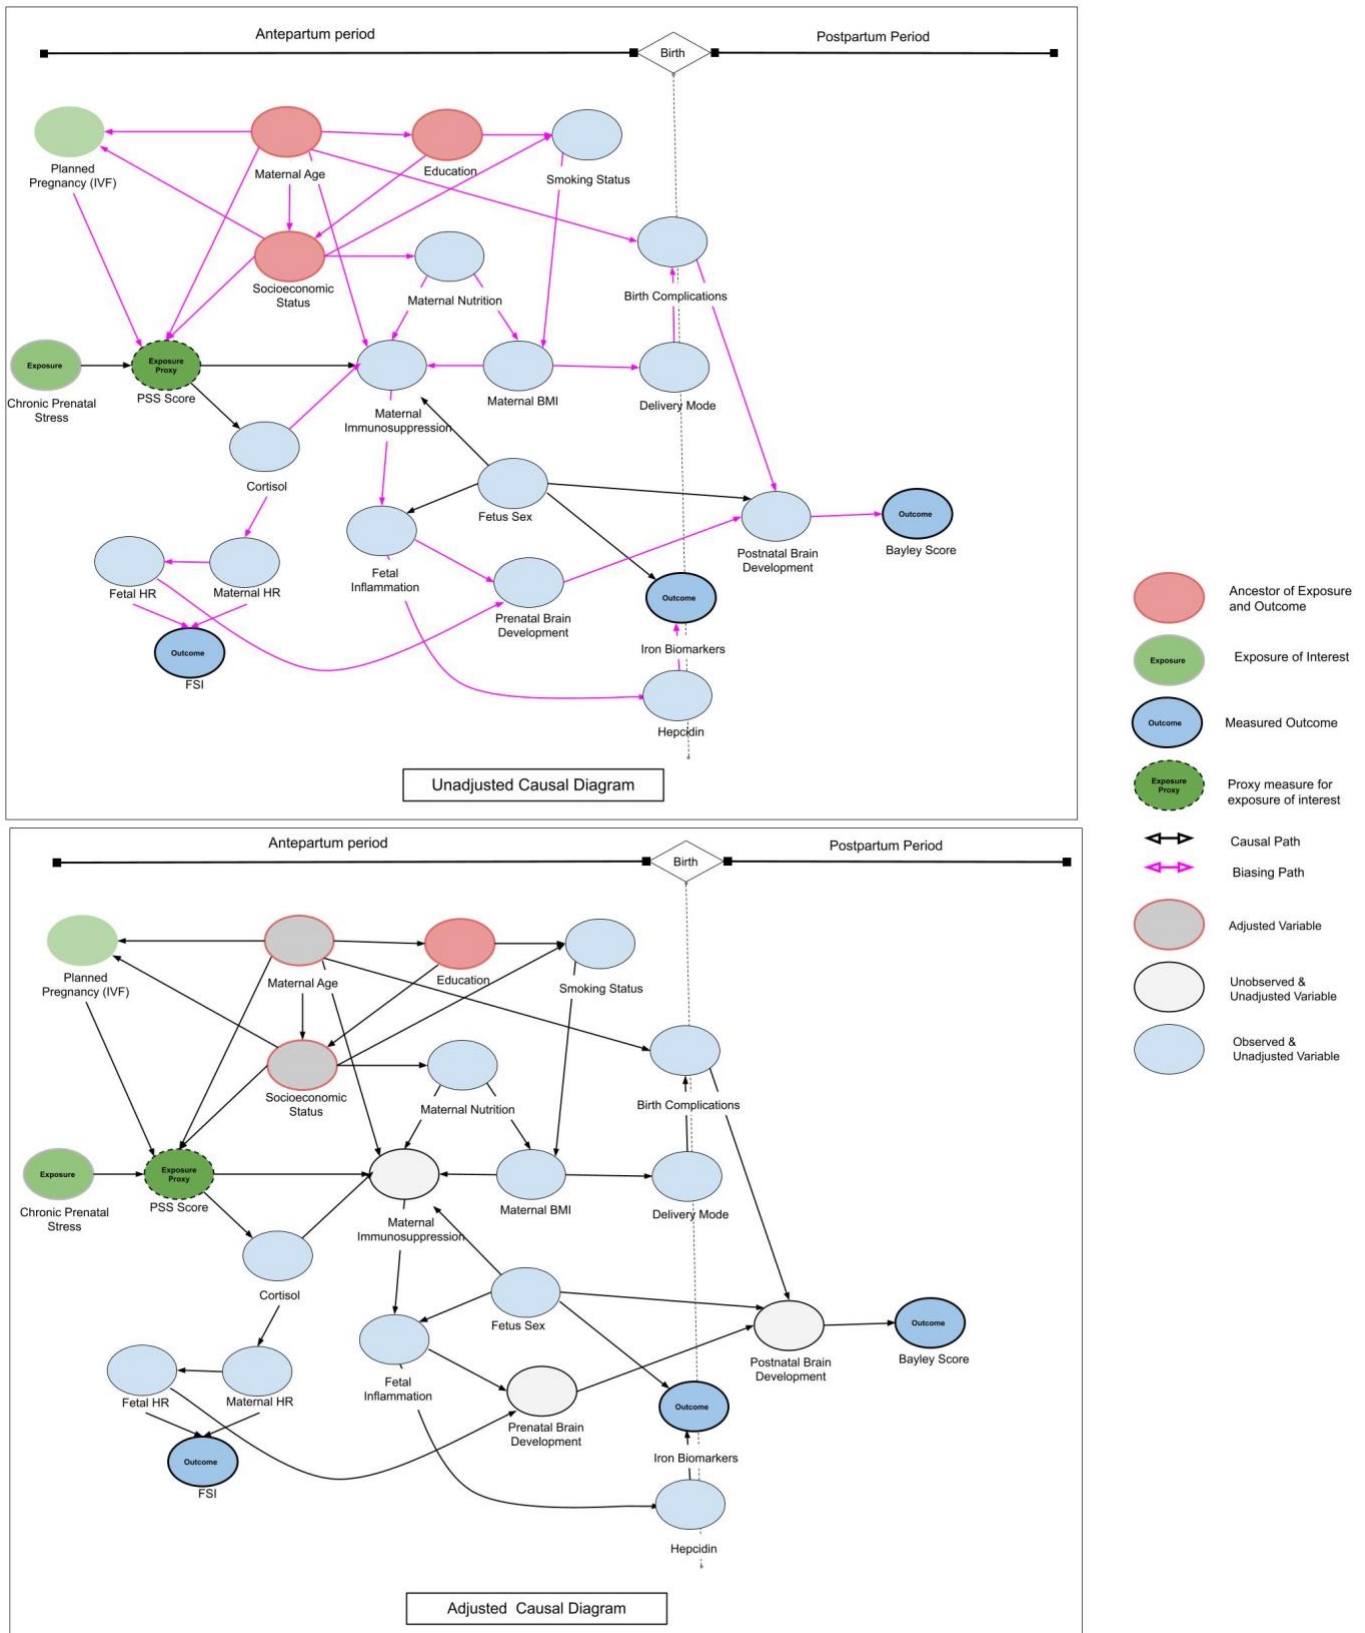 Antepartum period
Birth
Postpartum Period
Planned
Pregnancy (IVF)
Maternal Age
Education
Smoking Status
Socioeconomic
Status
Maternal Nutrition
Birth Complications
Exposure
Chronic Prenatal
Stress
Exposure
Proxy
PSS Score
Maternal
Immunosuppression
Maternal BMI
Delivery Mode
Cortisol
Fetus Sex
Postnatal Brain
Development
Outcome
Bayley Score
Fetal HR
Maternal HR
Fetal
Inflammation
Prenatal Brain
Development
Outcome
Iron Biomarkers
Outcome
FSI
Hepcidin
Unadjusted Causal Diagram
Antepartum period
Birth
Postpartum Period
Planned
Pregnancy (IVF)
Maternal Age
Education
Smoking Status
Socioeconomic
Status
Maternal Nutrition
Birth Complications
Exposure
Chronic Prenatal
Stress
Exposure
Proxy
PSS Score
Maternal
Immunosuppression
Maternal BMI
Delivery Mode
Cortisol
Fetus Sex
Postnatal Brain
Development
Outcome
Bayley Score
Fetal HR
Maternal HR
Fetal
Inflammation
Prenatal Brain
Development
Outcome
Iron Biomarkers
Outcome
FSI
Hepcidin
Adjusted Causal Diagram
Ancestor of Exposure
and Outcome
Exposure
Exposure of Interest
Outcome
Measured Outcome
Exposure
Proxy
Proxy measure for
exposure of interest
Causal Path
Biasing Path
Adjusted Variable
Unobserved &
Unadjusted Variable
Observed &
Unadjusted Variable